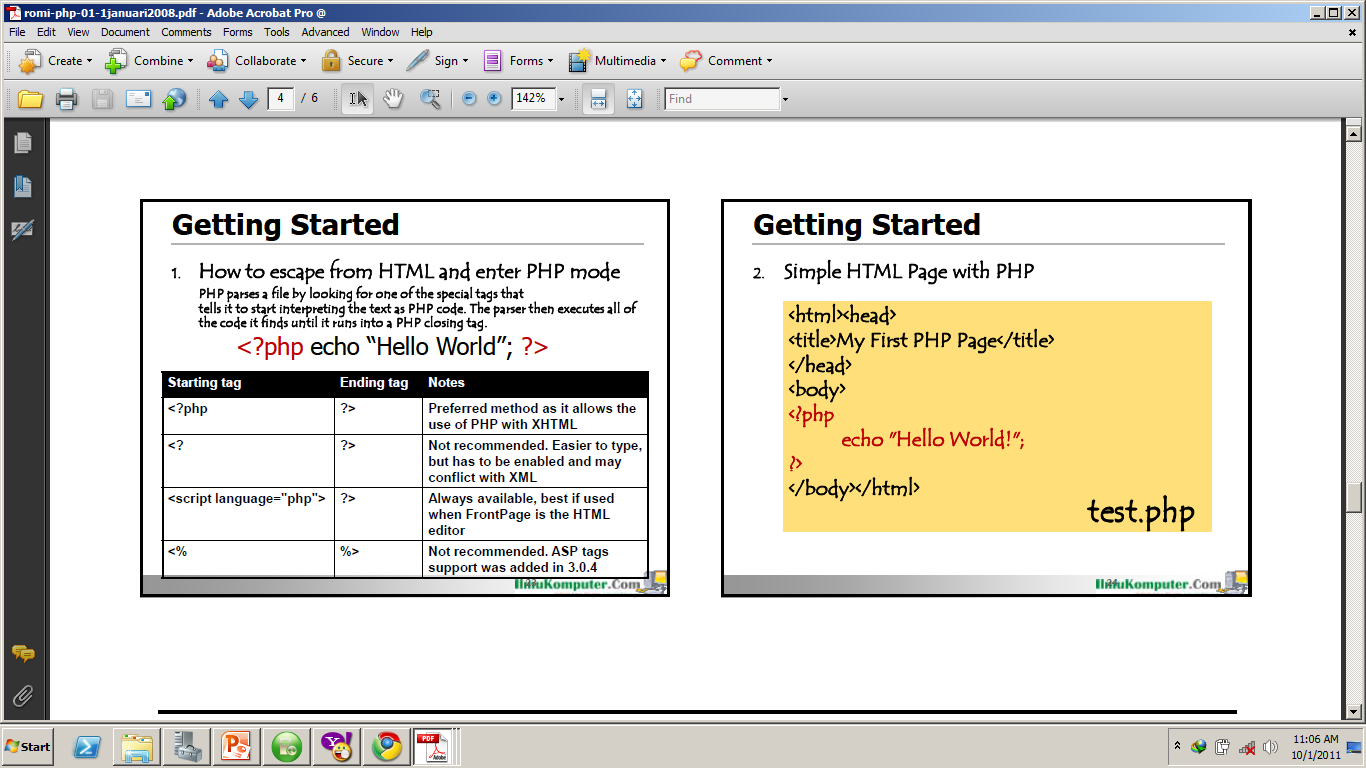 romi-php-01-1januari2008.pdf - Adobe Acrobat Pro @
File Edit View Document Comments Forms Tools Advanced Window Help
Create Combine Collaborate Secure Sign Forms Multimedia Comment
4 / 6 142% Find
Getting Started
1. How to escape from HTML and enter PHP mode
PHP parses a file by looking for one of the special tags that
tells it to start interpreting the text as PHP code. The parser then executes all of
the code it finds until it runs into a PHP closing tag.
<?php echo “Hello World”; ?>
Starting tag Ending tag Notes
<?php ?> Preferred method as it allows the
use of PHP with XHTML
<? ?> Not recommended. Easier to type,
but has to be enabled and may
conflict with XML
<script language="php"> ?> Always available, best if used
when FrontPage is the HTML
editor
<% %> Not recommended. ASP tags
support was added in 3.0.4
23
IlmuKomputer.Com
Getting Started
2. Simple HTML Page with PHP
<html><head>
<title>My First PHP Page</title>
</head>
<body>
<?php
echo "Hello World!";
?>
</body></html>
test.php
24
IlmuKomputer.Com
Start
PDF
Adobe
11:06 AM
10/1/2011